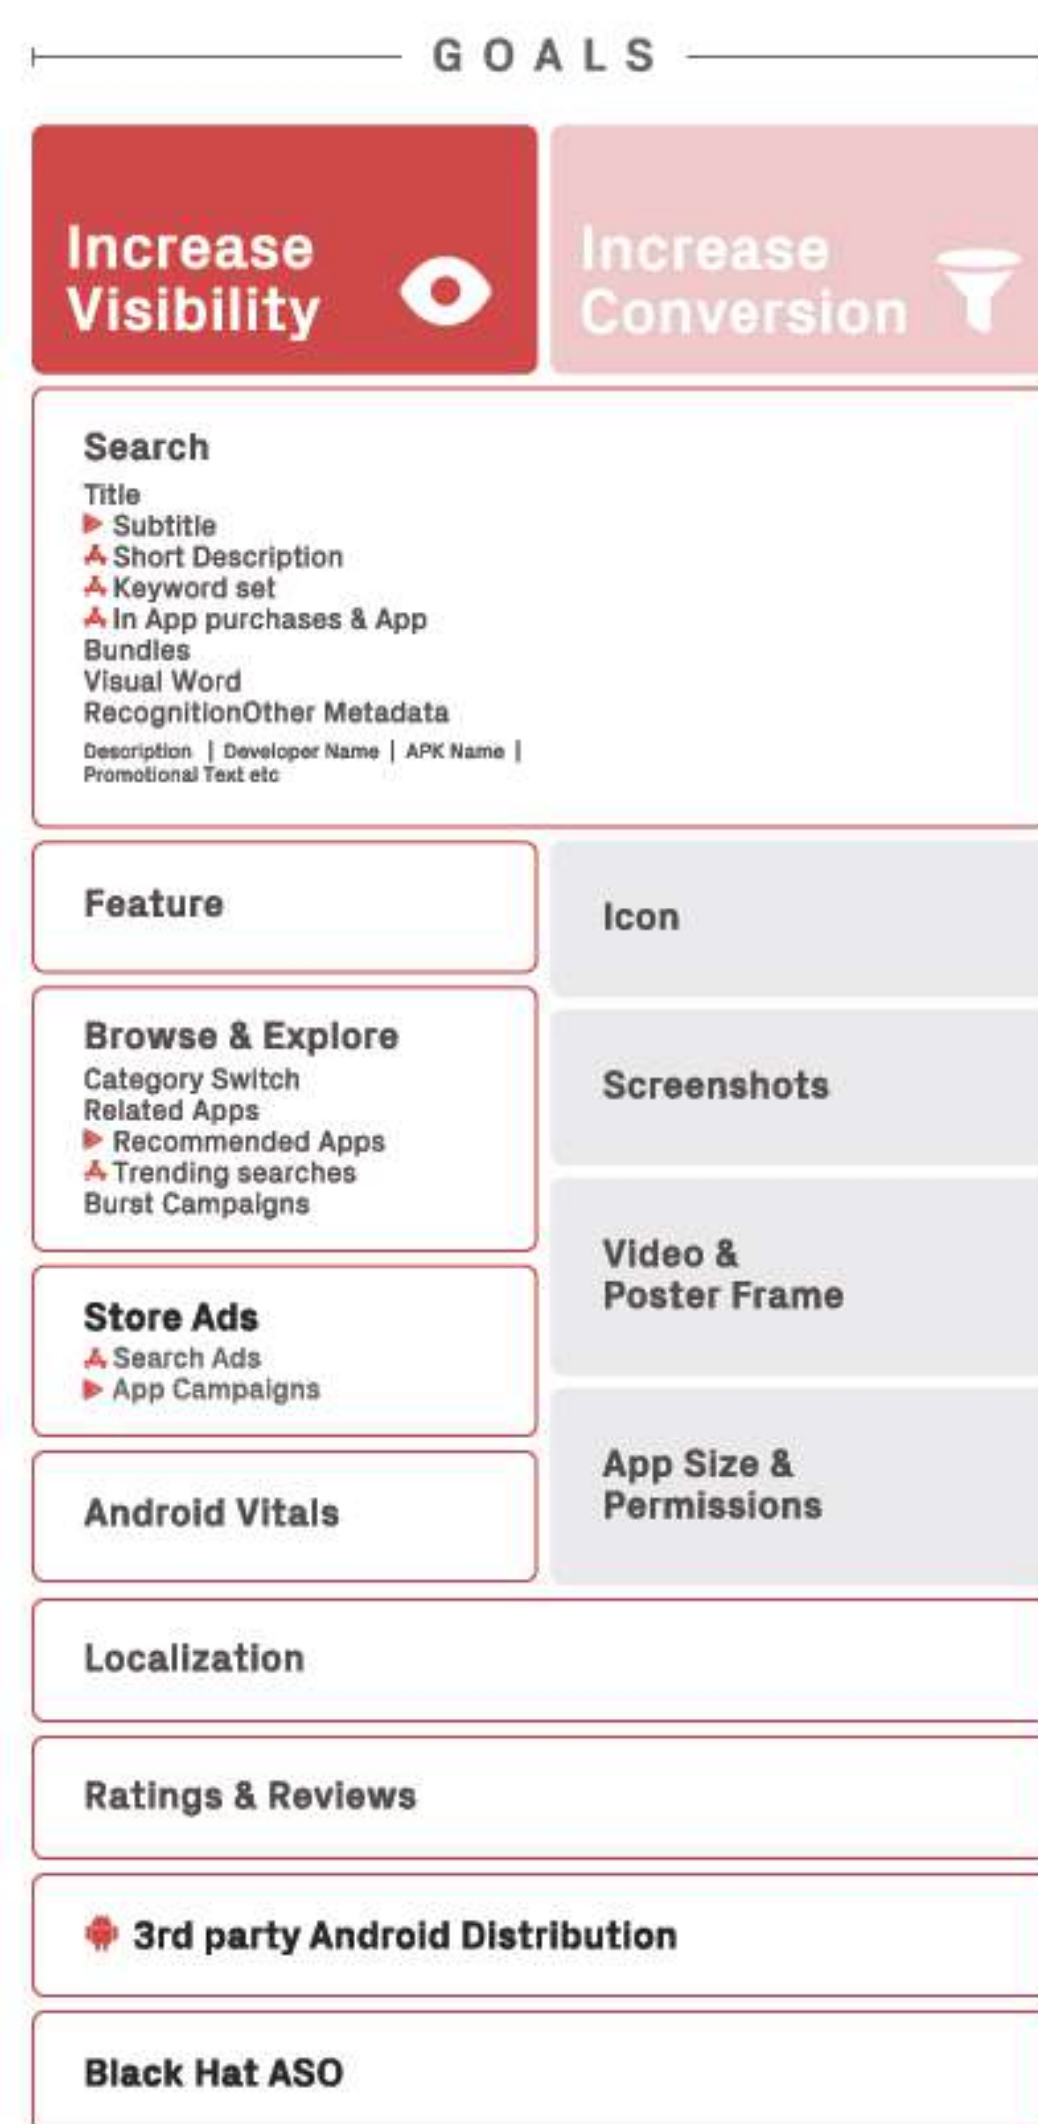 GOALS
Increase
Visibility
Increase
Conversion
Search
Title
Subtitle
Short Description
Keyword set
In App purchases & App
Bundles
Visual Word
RecognitionOther Metadata
Description | Developer Name | APK Name |
Promotional Text etc
Feature
Browse & Explore
Category Switch
Related Apps
Recommended Apps
Trending searches
Burst Campaigns
Store Ads
Search Ads
App Campaigns
Android Vitals
Icon
Screenshots
Video &
Poster Frame
App Size &
Permissions
Localization
Ratings & Reviews
3rd party Android Distribution
Black Hat ASO